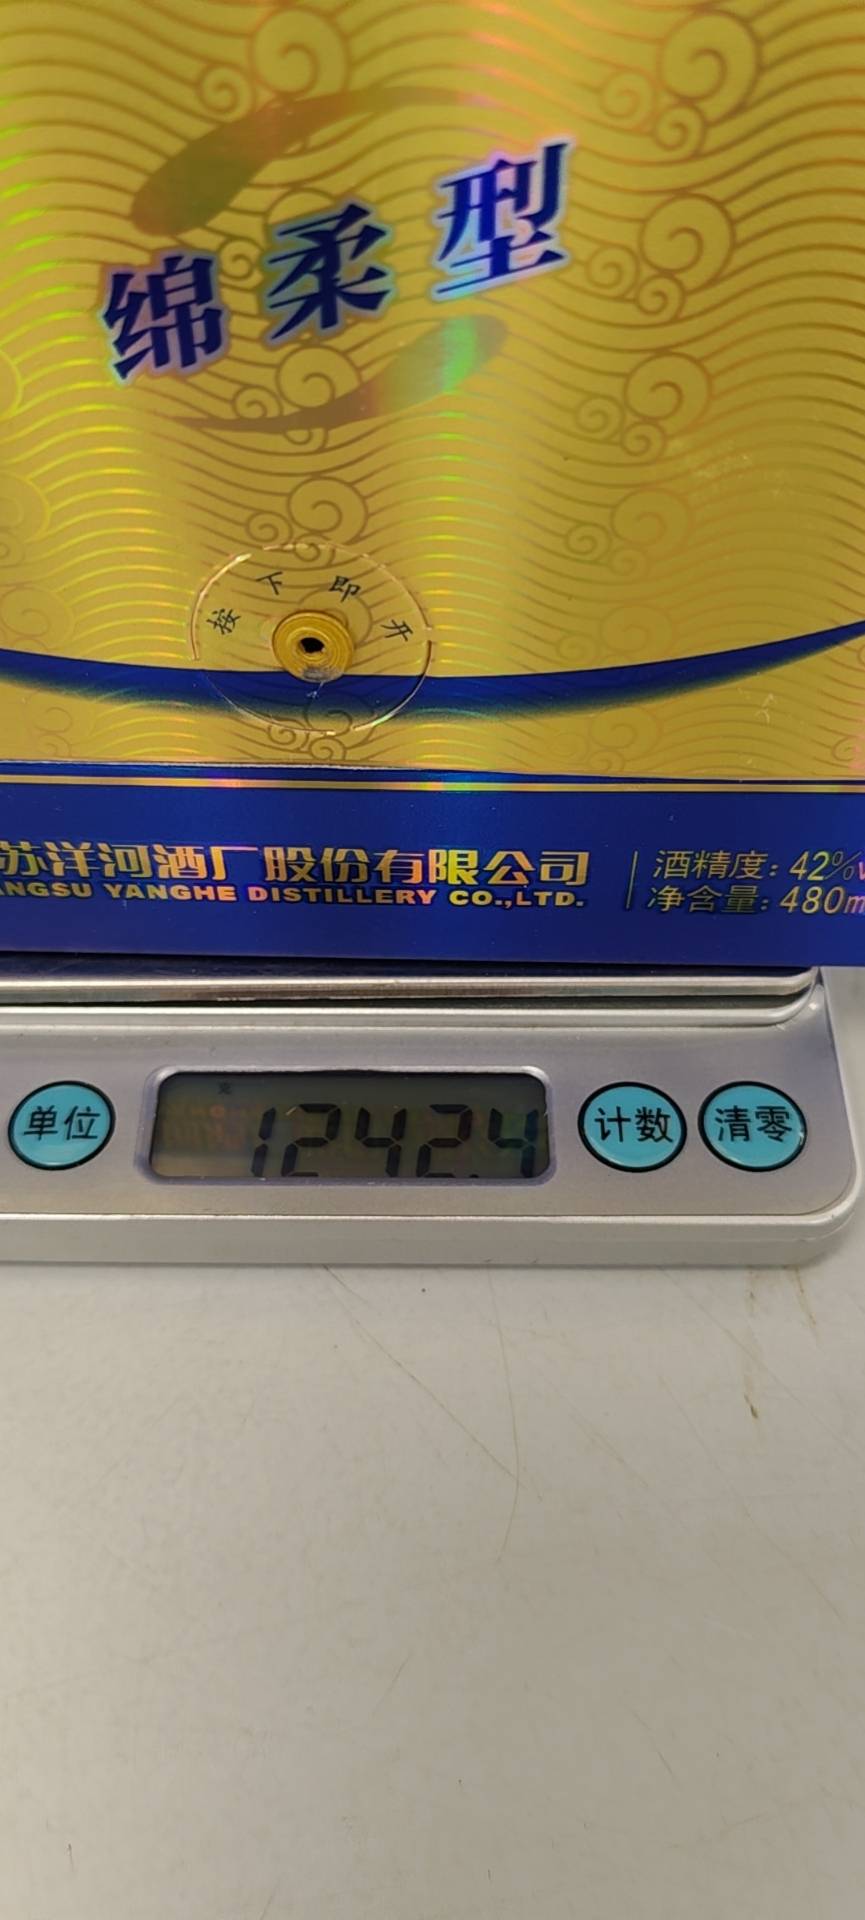 绵柔型
按下即开
苏洋河酒厂股份有限公司
NGSU YANGHE DISTILLERY CO.,LTD.
酒精度:42%v
净含量:480m
克
1242.4
单位
计数
清零